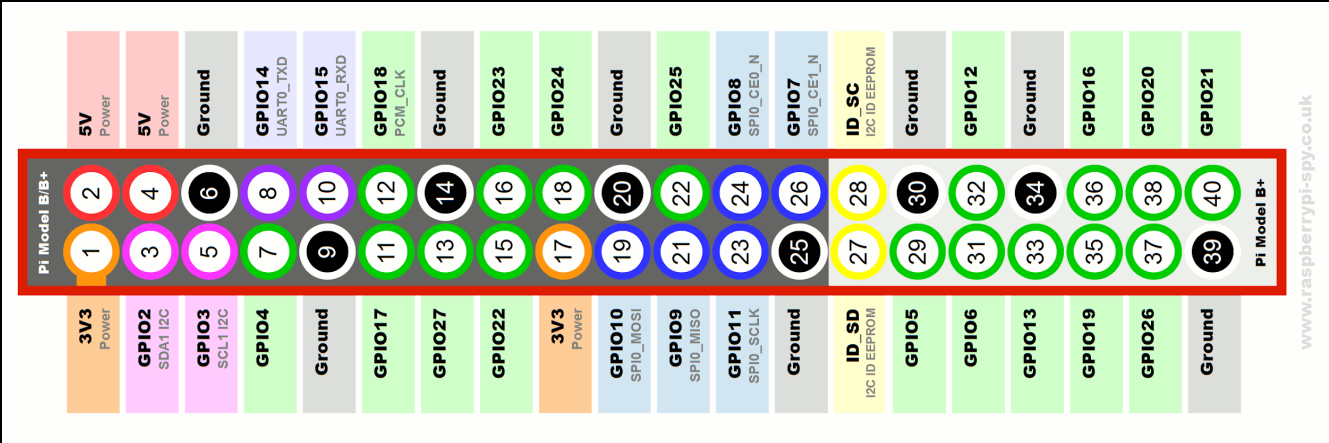 5V
Power
5V
Power
Ground
GPIO14
UART0_TXD
GPIO15
UART0_RXD
GPIO18
PCM_CLK
Ground
GPIO23
GPIO24
Ground
GPIO25
GPIO8
SPI0_CE0_N
GPIO7
SPI0_CE1_N
ID_SC
I2C ID EEPROM
Ground
GPIO12
Ground
GPIO16
GPIO20
GPIO21
Pi Model B/B+
2 4 6 8 10 12 14 16 18 20 22 24 26 28 30 32 34 36 38 40
1 3 5 7 9 11 13 15 17 19 21 23 25 27 29 31 33 35 37 39
Pi Model B+
3V3
Power
GPIO2
SDA1 I2C
GPIO3
SCL1 I2C
GPIO4
Ground
GPIO17
GPIO27
GPIO22
3V3
Power
GPIO10
SPI0_MOSI
GPIO9
SPI0_MISO
GPIO11
SPI0_SCLK
Ground
ID_SD
I2C ID EEPROM
GPIO5
GPIO6
GPIO13
GPIO19
GPIO26
Ground
www.raspberrypi-spy.co.uk